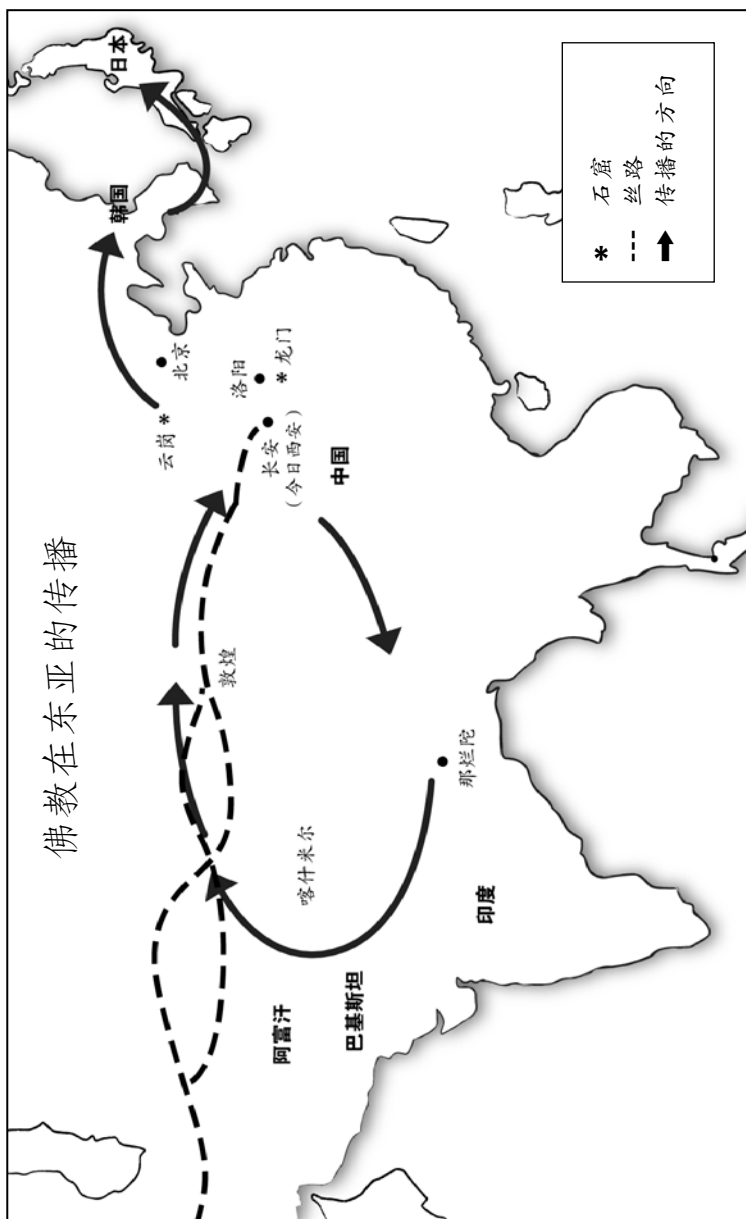 佛教在东亚的传播
日本
韩国
北京
云岗
洛阳
龙门
长安
(今日西安)
中国
敦煌
那烂陀
喀什米尔
印度
阿富汗
巴基斯坦
石窟
丝路
传播的方向